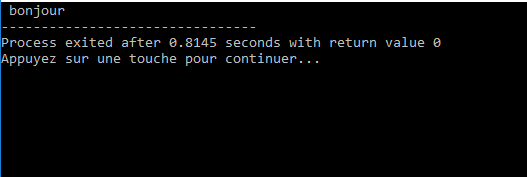 bonjour
--------------------------------
Process exited after 0.8145 seconds with return value 0
Appuyez sur une touche pour continuer...